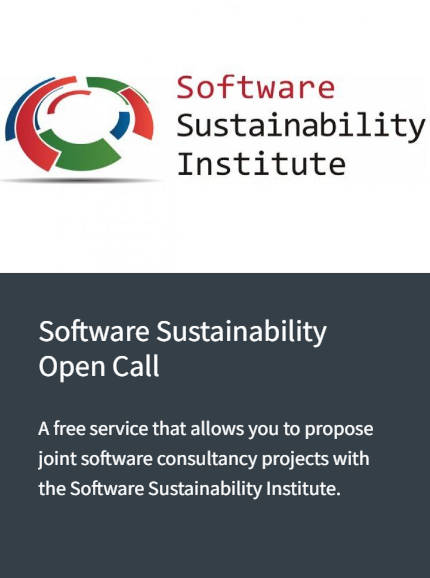 Software
Sustainability
Institute
Software Sustainability
Open Call
A free service that allows you to propose
joint software consultancy projects with
the Software Sustainability Institute.